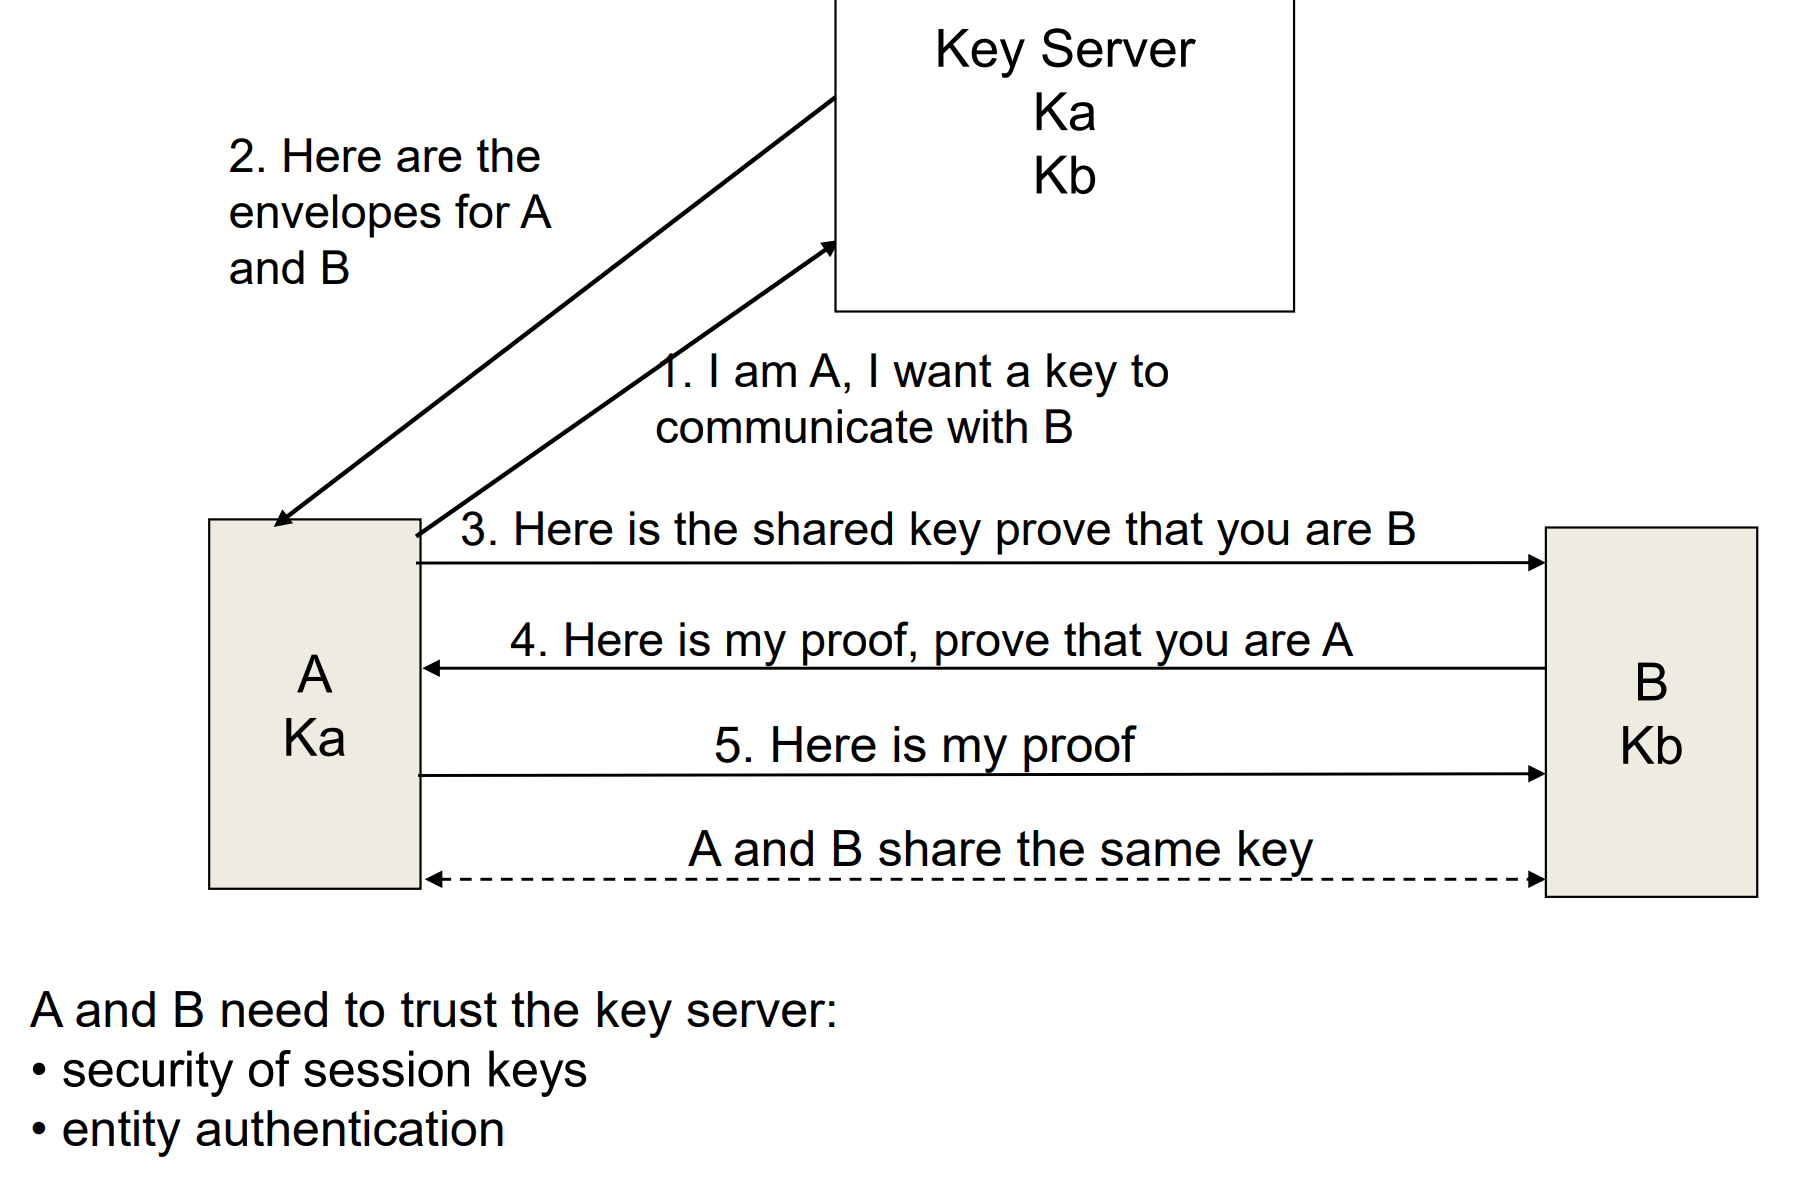 Key Server
Ka
Kb
2. Here are the
envelopes for A
and B
1. I am A, I want a key to
communicate with B
3. Here is the shared key prove that you are B
4. Here is my proof, prove that you are A
A
Ka
B
Kb
5. Here is my proof
A and B share the same key
A and B need to trust the key server:
• security of session keys
• entity authentication